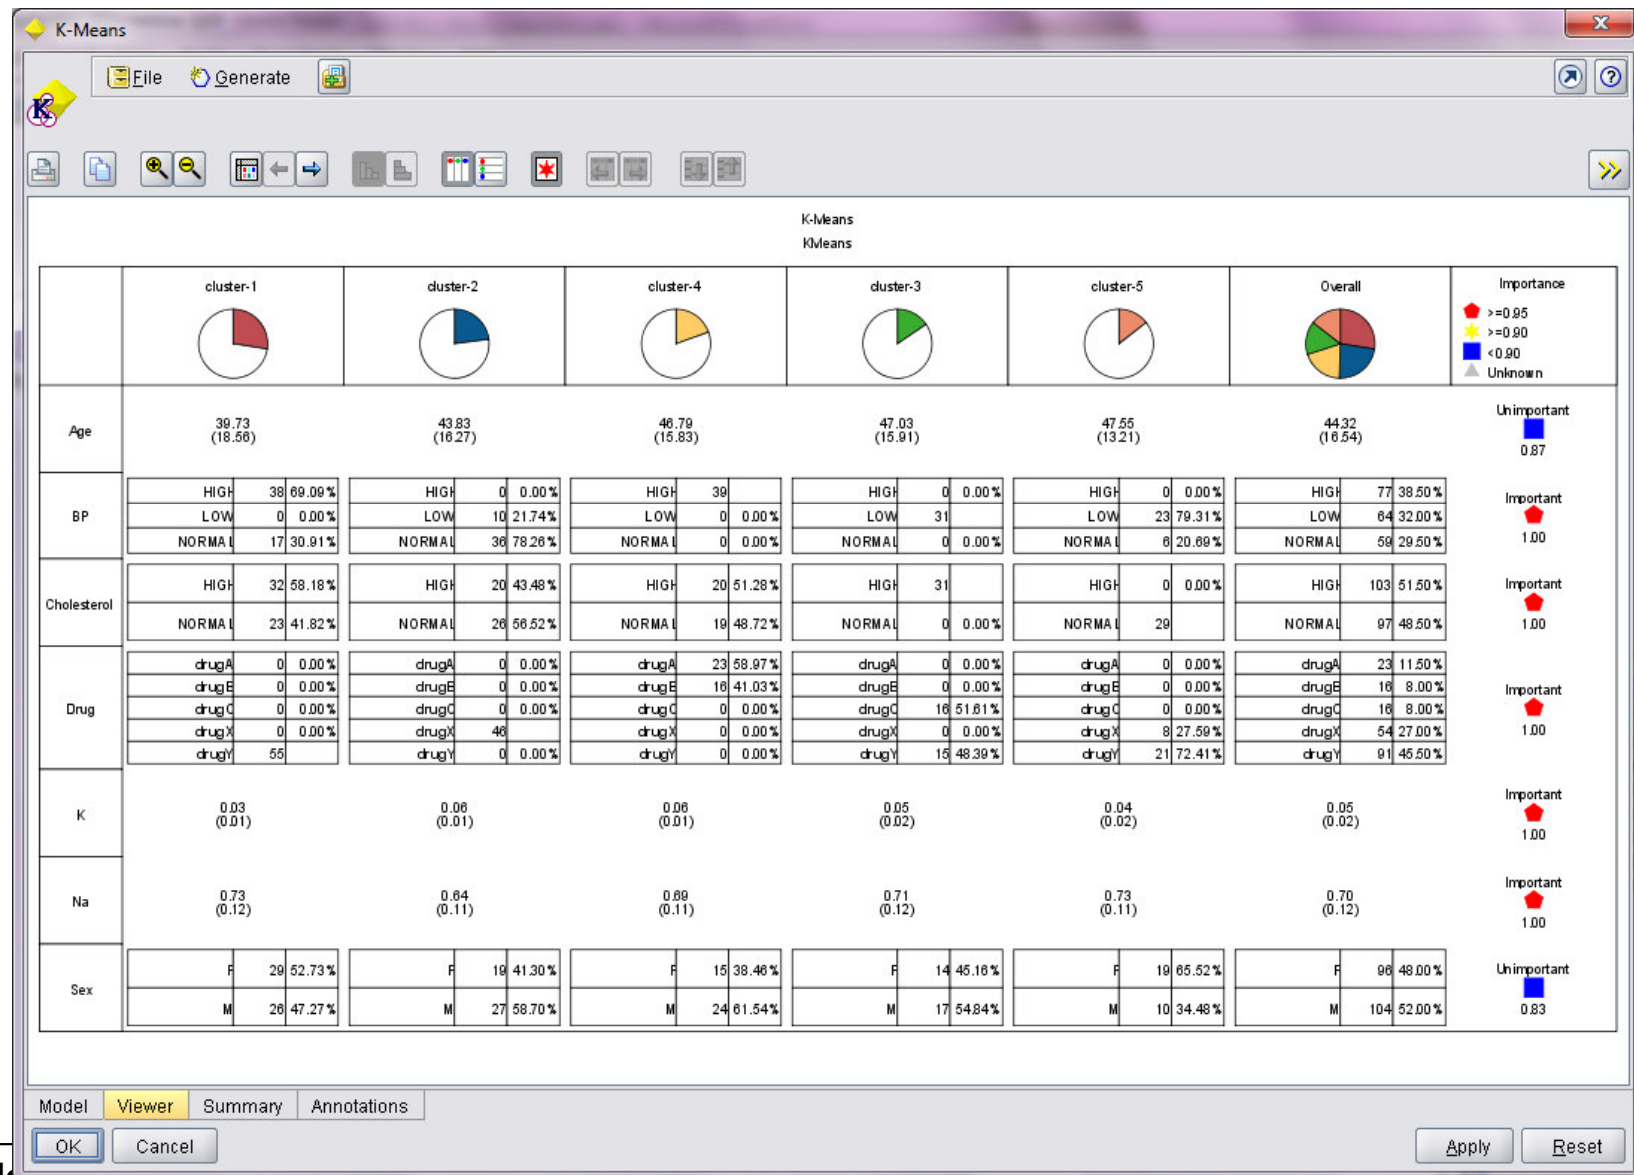 K-Means
File Generate
K-Means
KMeans
cluster-1 cluster-2 cluster-4 cluster-3 cluster-5 Overall Importance
>=0.95
>=0.90
<0.90
Unknown
Age 39.73 43.83 46.79 47.03 47.55 44.32 Unimportant
(18.56) (16.27) (15.83) (15.91) (13.21) (16.54) 0.87
BP Important 1.00
HIGH 38 69.09% HIGH 0 0.00% HIGH 39 HIGH 0 0.00% HIGH 0 0.00% HIGH 77 38.50%
LOW 0 0.00% LOW 10 21.74% LOW 0 0.00% LOW 31 LOW 23 79.31% LOW 64 32.00%
NORMAL 17 30.91% NORMAL 36 78.26% NORMAL 0 0.00% NORMAL 0 0.00% NORMAL 6 20.69% NORMAL 59 29.50%
Cholesterol Important 1.00
HIGH 32 58.18% HIGH 20 43.48% HIGH 20 51.28% HIGH 31 HIGH 0 0.00% HIGH 103 51.50%
NORMAL 23 41.82% NORMAL 26 56.52% NORMAL 19 48.72% NORMAL 0 0.00% NORMAL 29 NORMAL 97 48.50%
Drug Important 1.00
drugA 0 0.00% drugA 0 0.00% drugA 23 58.97% drugA 0 0.00% drugA 0 0.00% drugA 23 11.50%
drugB 0 0.00% drugB 0 0.00% drugB 16 41.03% drugB 0 0.00% drugB 0 0.00% drugB 16 8.00%
drugC 0 0.00% drugC 0 0.00% drugC 0 0.00% drugC 16 51.61% drugC 0 0.00% drugC 16 8.00%
drugX 0 0.00% drugX 46 drugX 0 0.00% drugX 0 0.00% drugX 8 27.59% drugX 54 27.00%
drugY 55 drugY 0 0.00% drugY 0 0.00% drugY 15 48.39% drugY 21 72.41% drugY 91 45.50%
K 0.03 0.06 0.06 0.05 0.04 0.05 Important
(0.01) (0.01) (0.01) (0.02) (0.02) (0.02) 1.00
Na 0.73 0.64 0.69 0.71 0.73 0.70 Important
(0.12) (0.11) (0.11) (0.12) (0.11) (0.12) 1.00
Sex Unimportant 0.83
F 29 52.73% F 19 41.30% F 15 38.46% F 14 45.16% F 19 65.52% F 96 48.00%
M 26 47.27% M 27 58.70% M 24 61.54% M 17 54.84% M 10 34.48% M 104 52.00%
Model Viewer Summary Annotations
OK Cancel Apply Reset